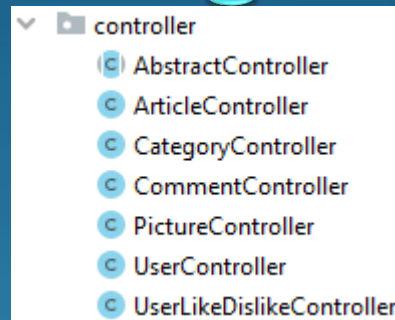 controller
AbstractController
ArticleController
CategoryController
CommentController
PictureController
UserController
UserLikeDislikeController